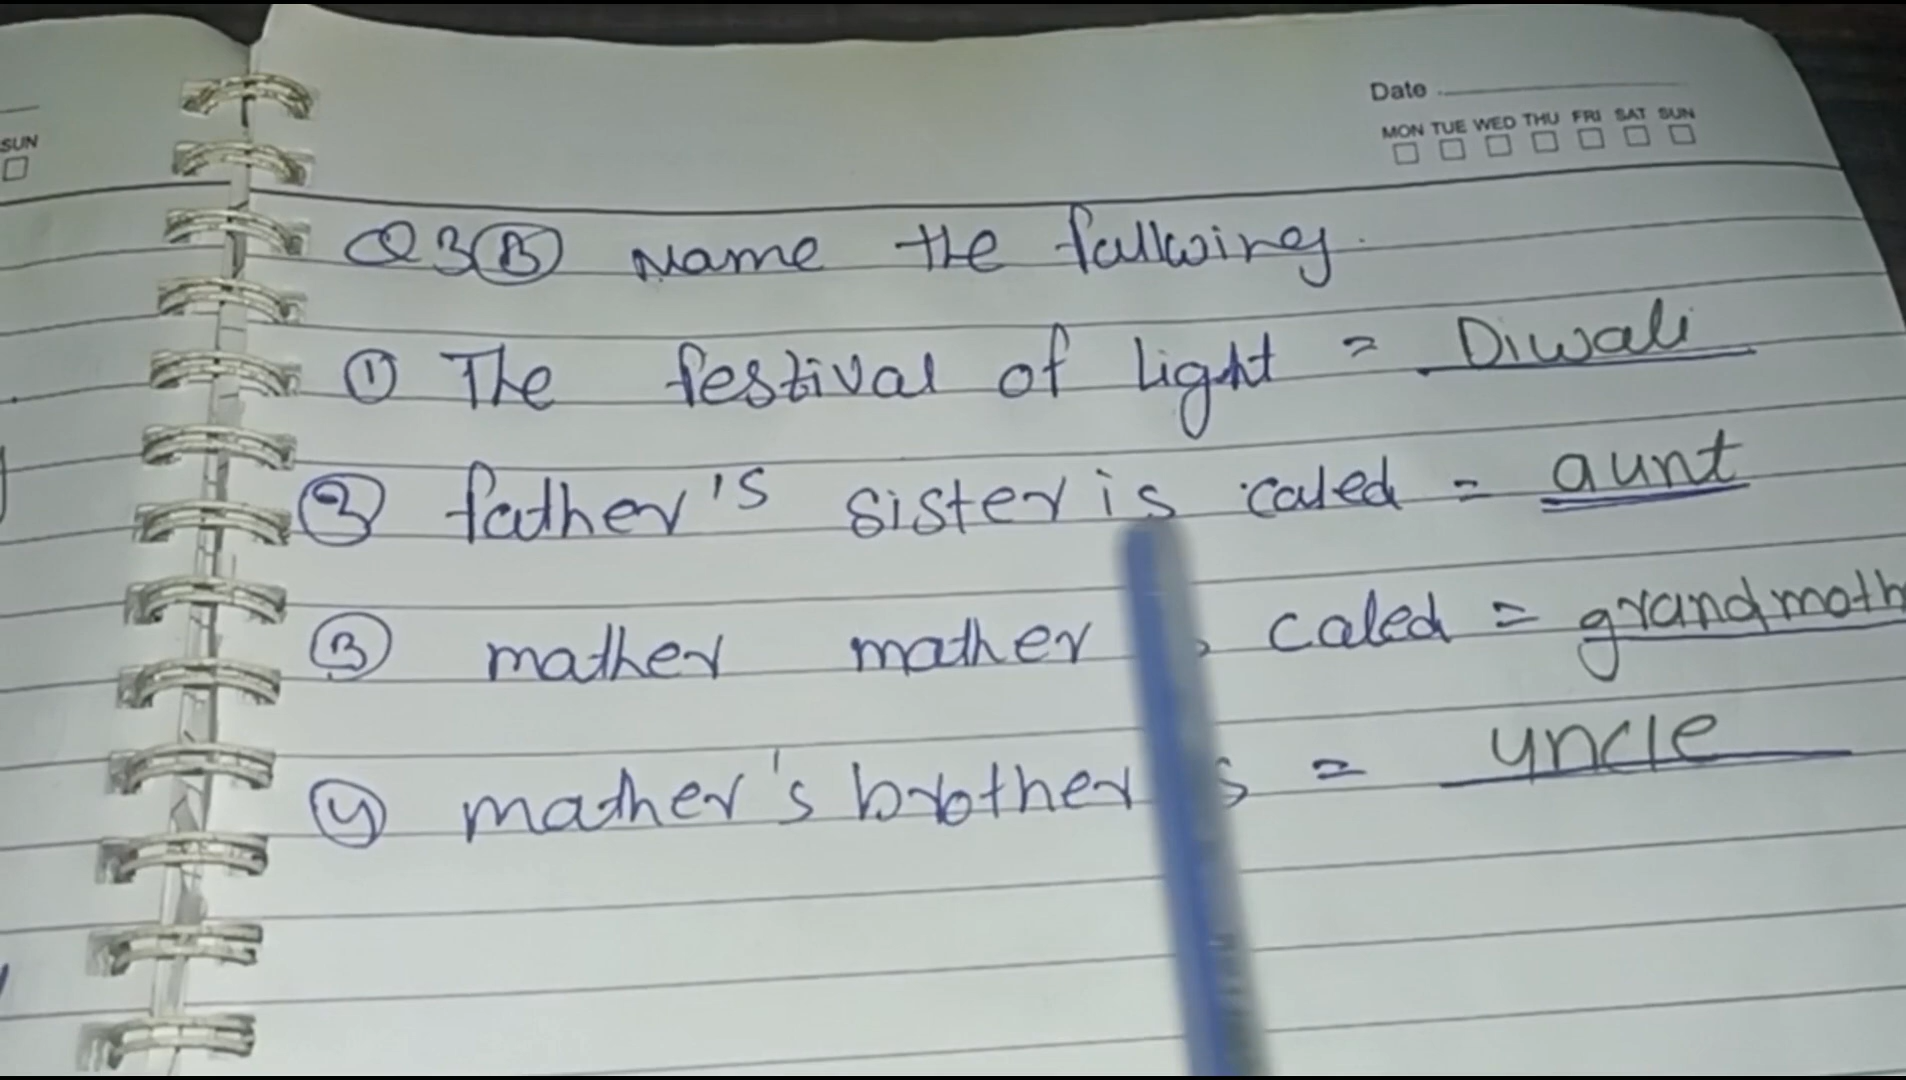 SUN
Date
MON TUE WED THU FRI SAT SUN
Q3(B) Name the fallwing.
① The festival of light = Diwali
② father's sister is caled = aunt
③ mather mather caled = grandmoth
④ mather's brother = uncle